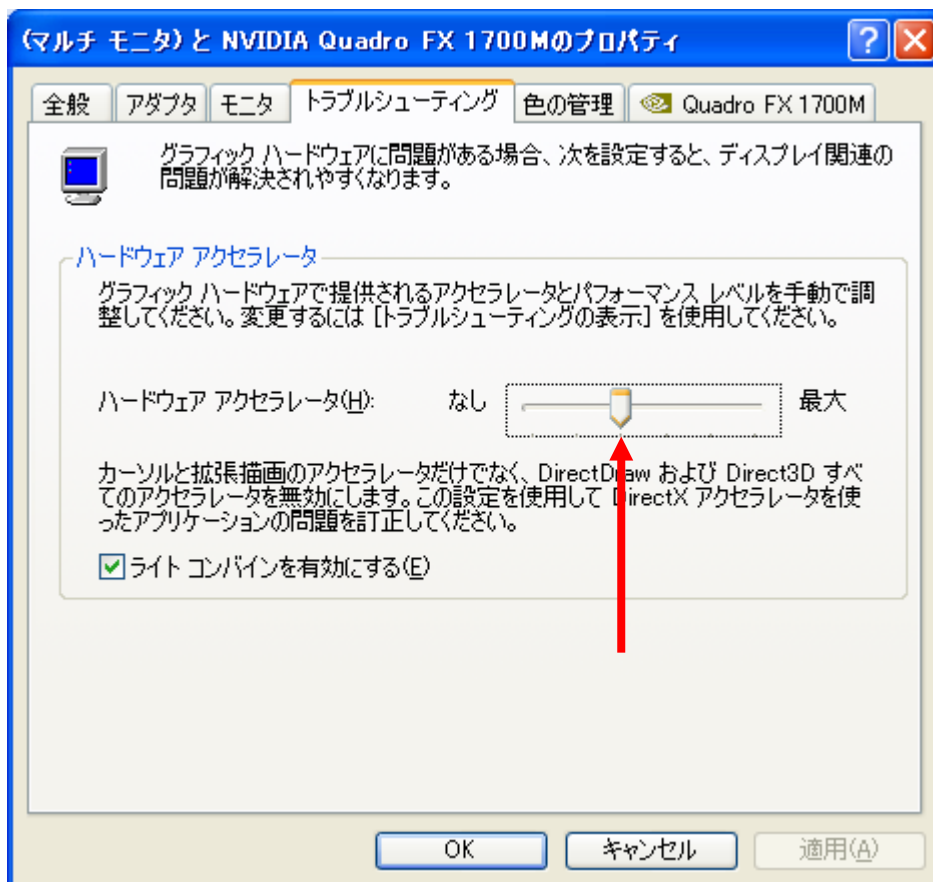 (マルチ モニタ) と NVIDIA Quadro FX 1700Mのプロパティ
全般 アダプタ モニタ トラブルシューティング 色の管理 Quadro FX 1700M
グラフィック ハードウェアに問題がある場合、次を設定すると、ディスプレイ関連の
問題が解決されやすくなります。
ハードウェア アクセラレータ
グラフィック ハードウェアで提供されるアクセラレータとパフォーマンス レベルを手動で調
整してください。変更するには [トラブルシューティングの表示] を使用してください。
ハードウェア アクセラレータ(H): なし 最大
カーソルと拡張描画のアクセラレータだけでなく、DirectDraw および Direct3D すべ
てのアクセラレータを無効にします。この設定を使用して DirectX アクセラレータを使
ったアプリケーションの問題を訂正してください。
ライト コンバインを有効にする(E)
OK キャンセル 適用(A)